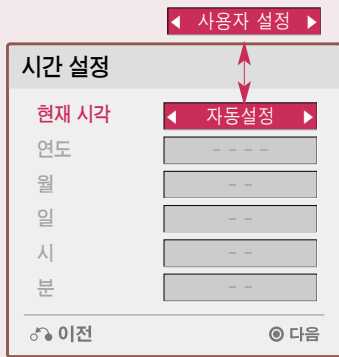 ◀ 사용자 설정 ▶
시간 설정
현재 시각 ◀ 자동설정 ▶
연도 - - - -
월 - -
일 - -
시 - -
분 - -
이전 ◉ 다음